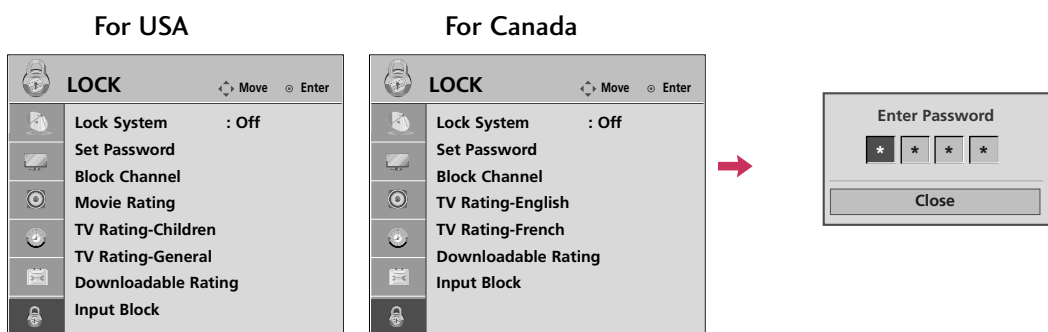 For USA
LOCK
Move
Enter
Lock System : Off
Set Password
Block Channel
Movie Rating
TV Rating-Children
TV Rating-General
Downloadable Rating
Input Block
For Canada
LOCK
Move
Enter
Lock System : Off
Set Password
Block Channel
TV Rating-English
TV Rating-French
Downloadable Rating
Input Block
Enter Password
* * * *
Close